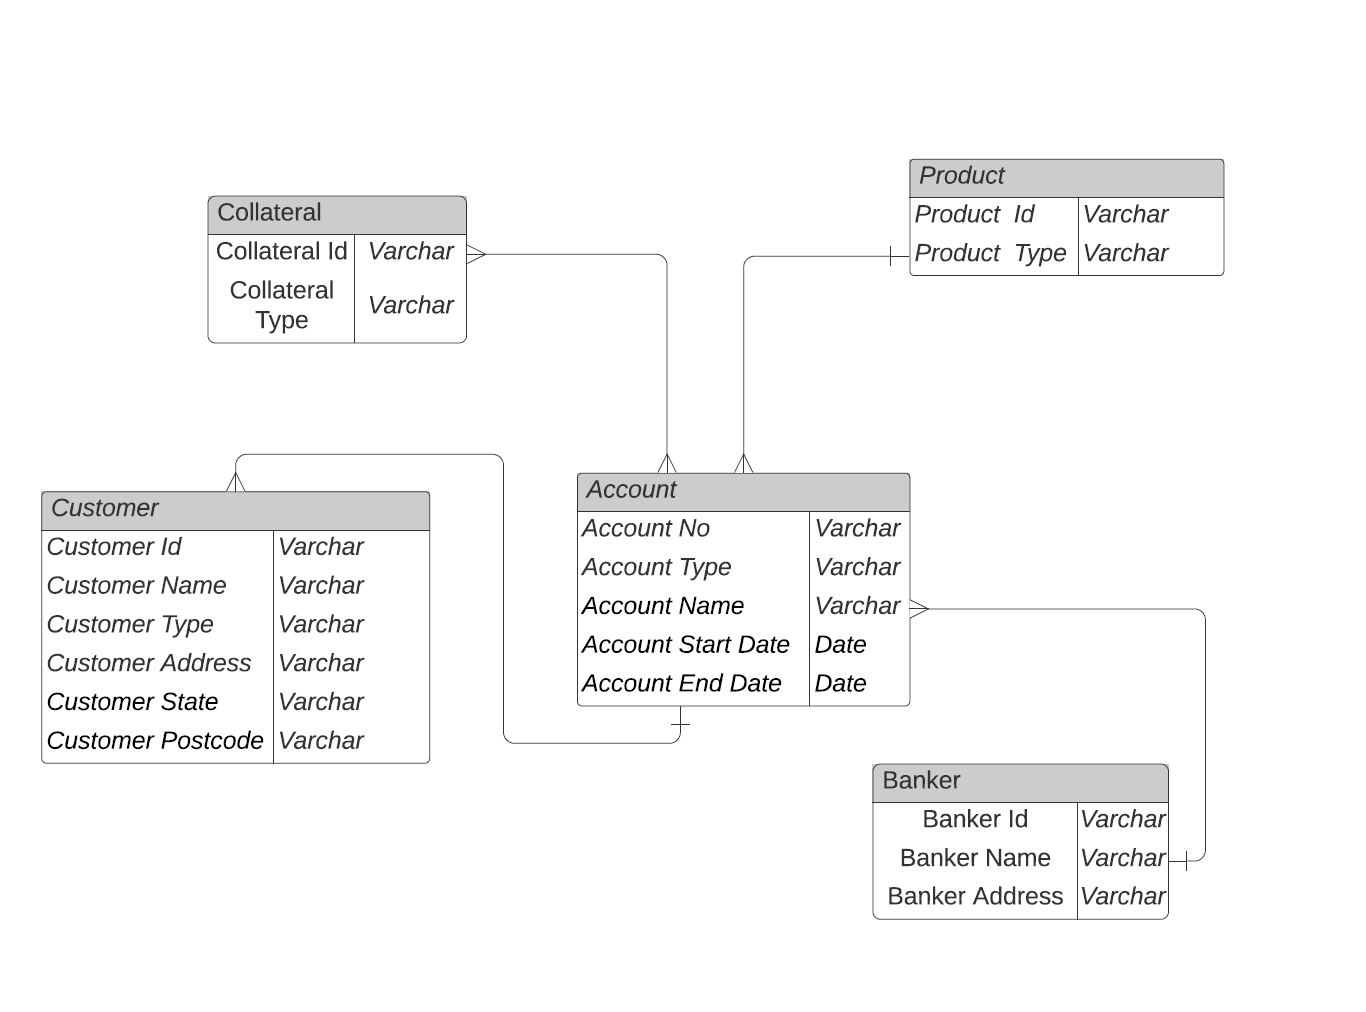 Product
Product Id Varchar
Product Type Varchar
Collateral
Collateral Id Varchar
Collateral
Type Varchar
Account
Account No Varchar
Account Type Varchar
Account Name Varchar
Account Start Date Date
Account End Date Date
Customer
Customer Id Varchar
Customer Name Varchar
Customer Type Varchar
Customer Address Varchar
Customer State Varchar
Customer Postcode Varchar
Banker
Banker Id Varchar
Banker Name Varchar
Banker Address Varchar